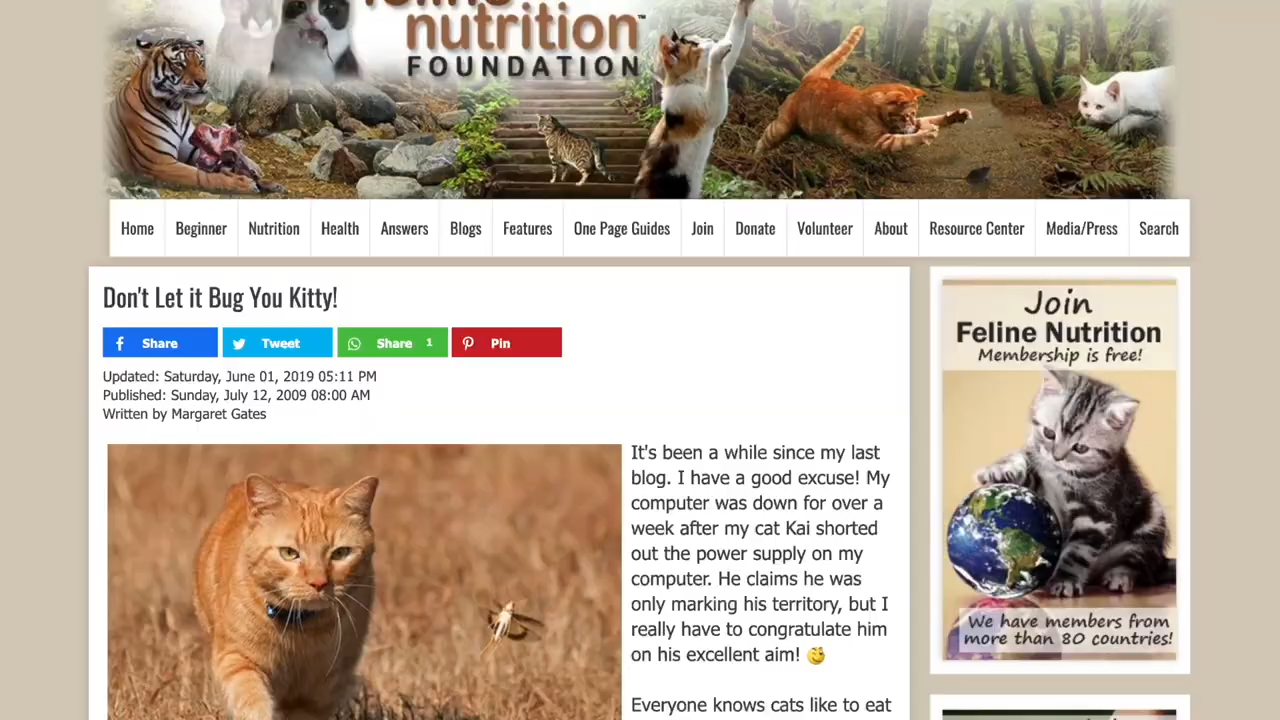 feline
nutrition™
FOUNDATION
Home Beginner Nutrition Health Answers Blogs Features One Page Guides Join Donate Volunteer About Resource Center Media/Press Search
Don't Let it Bug You Kitty!
Share Tweet Share 1 Pin
Updated: Saturday, June 01, 2019 05:11 PM
Published: Sunday, July 12, 2009 08:00 AM
Written by Margaret Gates
It's been a while since my last
blog. I have a good excuse! My
computer was down for over a
week after my cat Kai shorted
out the power supply on my
computer. He claims he was
only marking his territory, but I
really have to congratulate him
on his excellent aim!
Everyone knows cats like to eat
Join
Feline Nutrition
Membership is free!
We have members from
more than 80 countries!